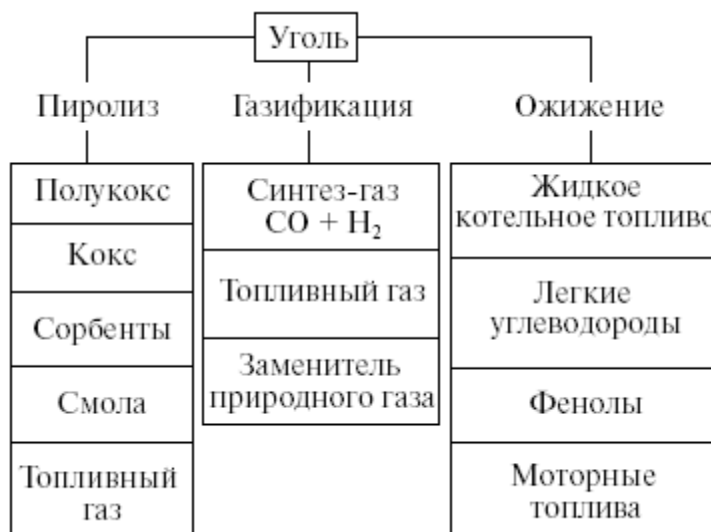 Уголь
Пиролиз
Газификация
Ожижение
Полукокс
Кокс
Сорбенты
Смола
Топливный
газ
Синтез-газ
CO + H₂
Топливный газ
Заменитель
природного газа
Жидкое
котельное топливо
Легкие
углеводороды
Фенолы
Моторные
топлива